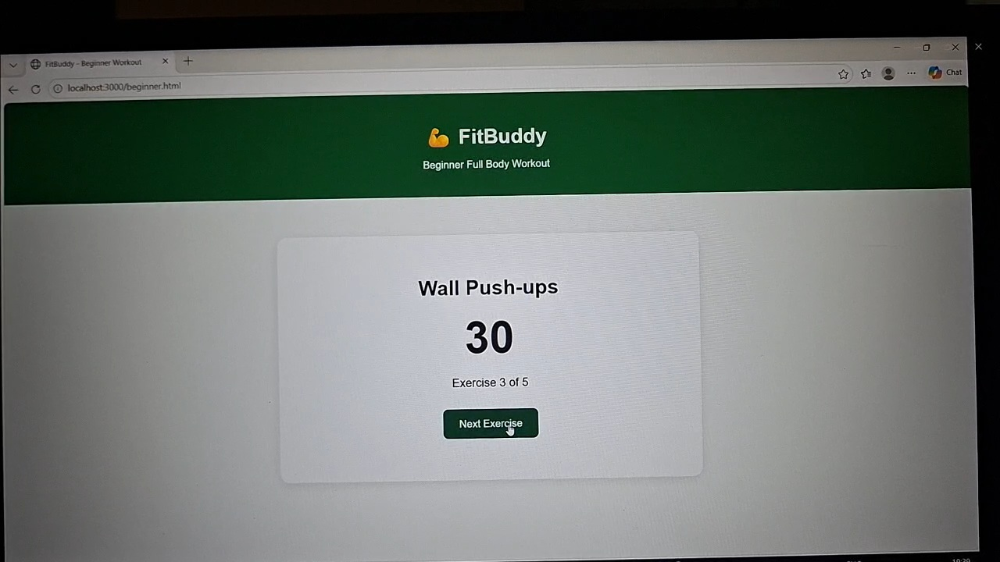 FitBuddy - Beginner Workout
localhost:3000/beginner.html
Chat
💪 FitBuddy
Beginner Full Body Workout
Wall Push-ups
30
Exercise 3 of 5
Next Exercise